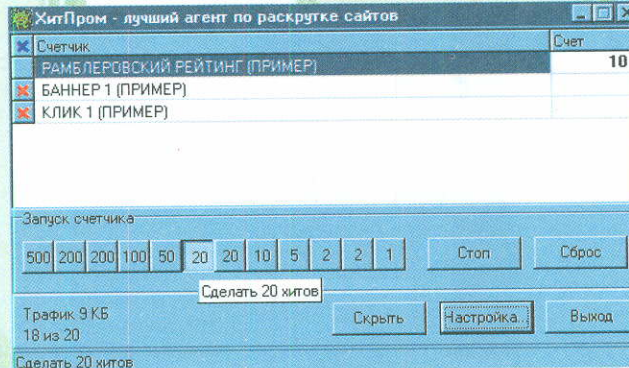 ХитПром - лучший агент по раскрутке сайтов
Счетчик Счет
РАМБЛЕРОВСКИЙ РЕЙТИНГ (ПРИМЕР) 10
БАННЕР 1 (ПРИМЕР)
КЛИК 1 (ПРИМЕР)
Запуск счетчика
500 200 200 100 50 20 20 10 5 2 2 1 Стоп Сброс
Сделать 20 хитов
Трафик 9 КБ
18 из 20
Скрыть Настройка... Выход
Сделать 20 хитов